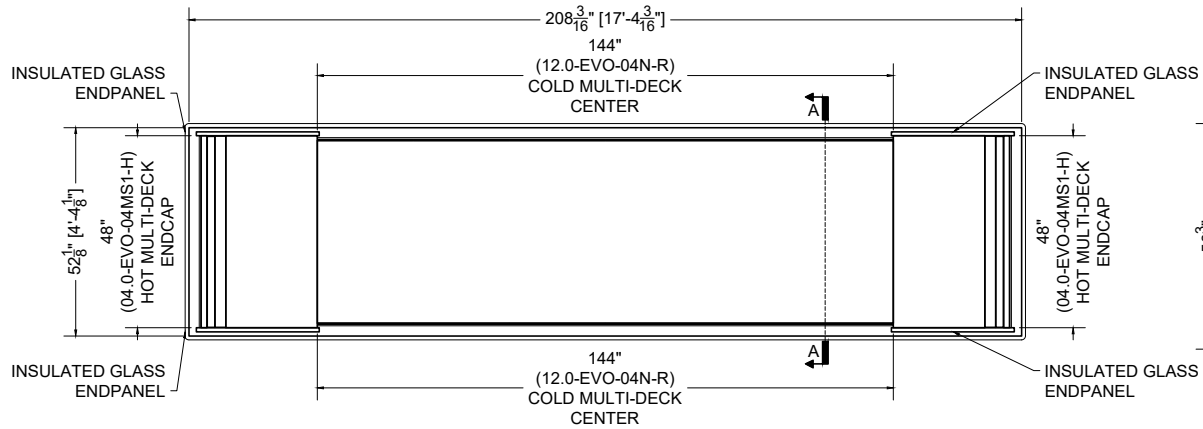 208 3/16" [17'-4 3/16"]
144"
(12.0-EVO-04N-R)
COLD MULTI-DECK
CENTER
INSULATED GLASS
ENDPANEL
INSULATED GLASS
ENDPANEL
A
52 1/8" [4'-4 1/8"]
48"
(04.0-EVO-04MS1-H)
HOT MULTI-DECK
ENDCAP
48"
(04.0-EVO-04MS1-H)
HOT MULTI-DECK
ENDCAP
A
INSULATED GLASS
ENDPANEL
144"
(12.0-EVO-04N-R)
COLD MULTI-DECK
CENTER
INSULATED GLASS
ENDPANEL